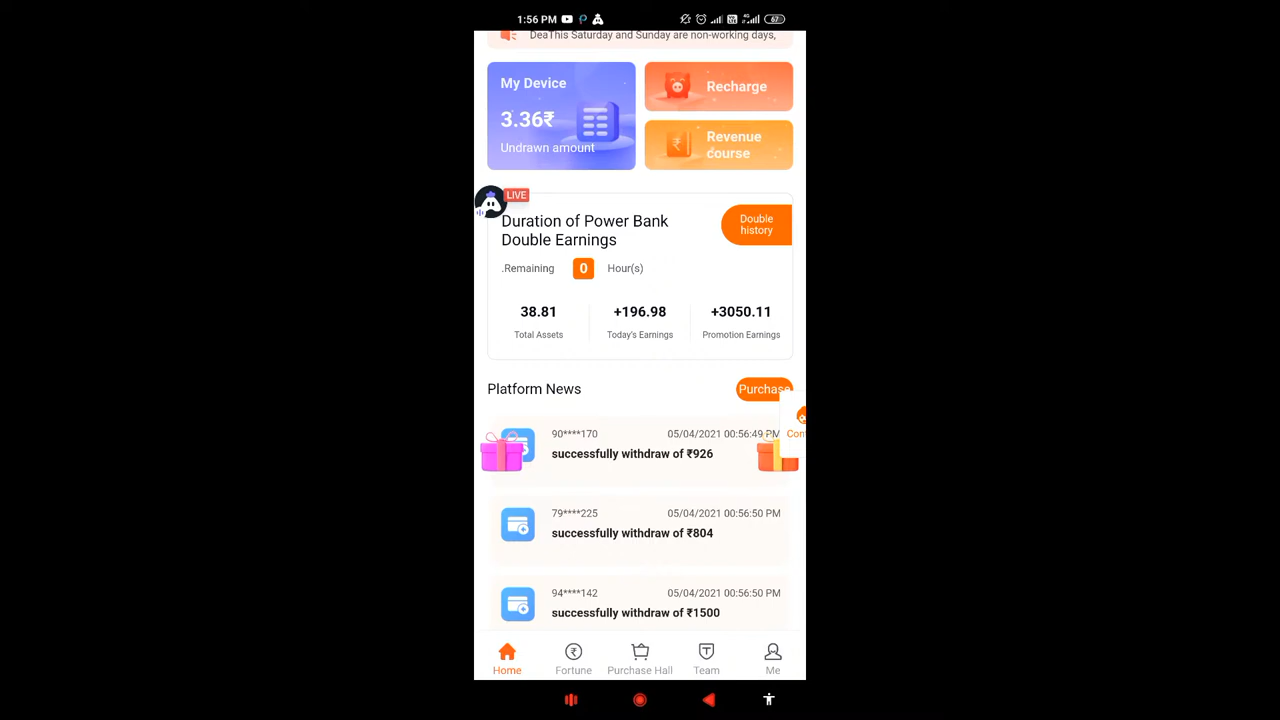 1:56 PM
67
DeaThis Saturday and Sunday are non-working days,
My Device
3.36₹
Undrawn amount
Recharge
Revenue
course
LIVE
Duration of Power Bank
Double Earnings
Double
history
.Remaining 0 Hour(s)
38.81 +196.98 +3050.11
Total Assets Today's Earnings Promotion Earnings
Platform News
Purchase
90****170 05/04/2021 00:56:49 PM
successfully withdraw of ₹926
79****225 05/04/2021 00:56:50 PM
successfully withdraw of ₹804
94****142 05/04/2021 00:56:50 PM
successfully withdraw of ₹1500
Home Fortune Purchase Hall Team Me